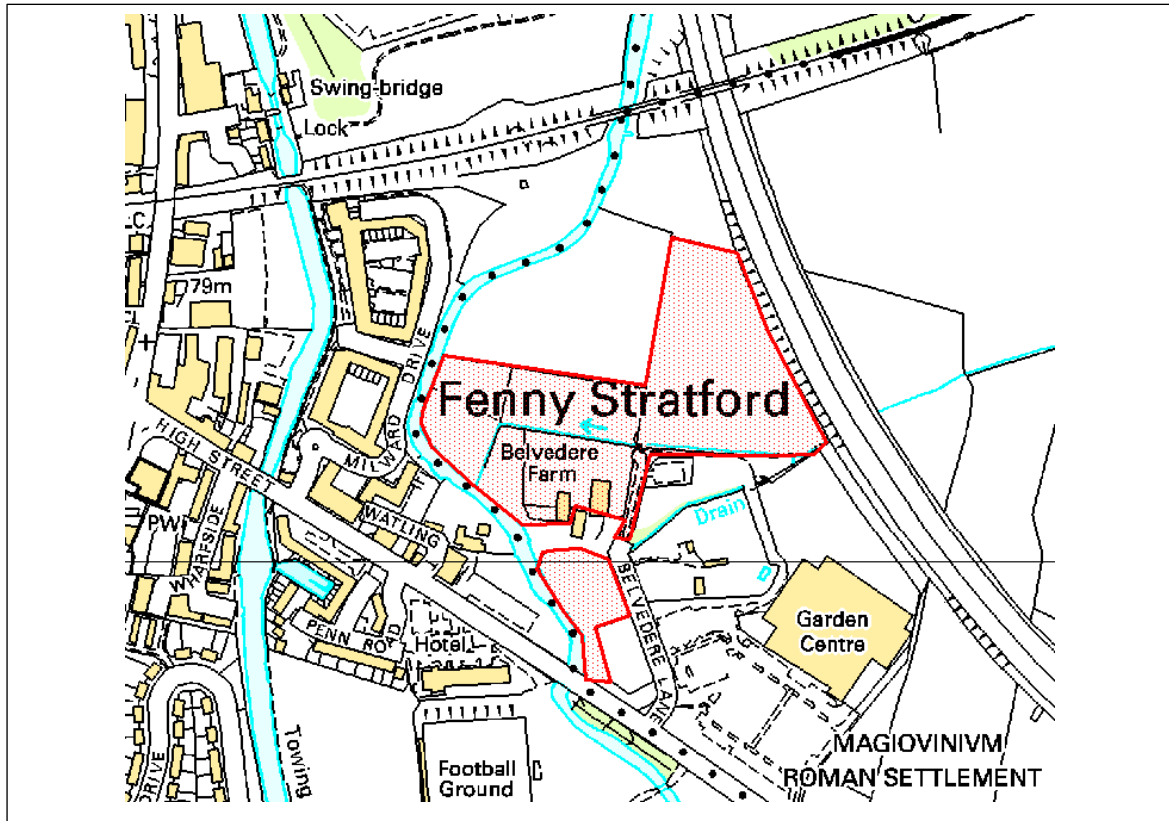 Swing-bridge
Lock
LC
79m
MILWARD DRIVE
Fenny Stratford
Belvedere
Farm
HIGH STREET
WATLING
PW
WHARFSIDE
Drain
BELVEDERE LANE
PENN ROAD
Hotel
Garden
Centre
Towing
DRIVE
Football
Ground
MAGIOVINIVM
ROMAN SETTLEMENT